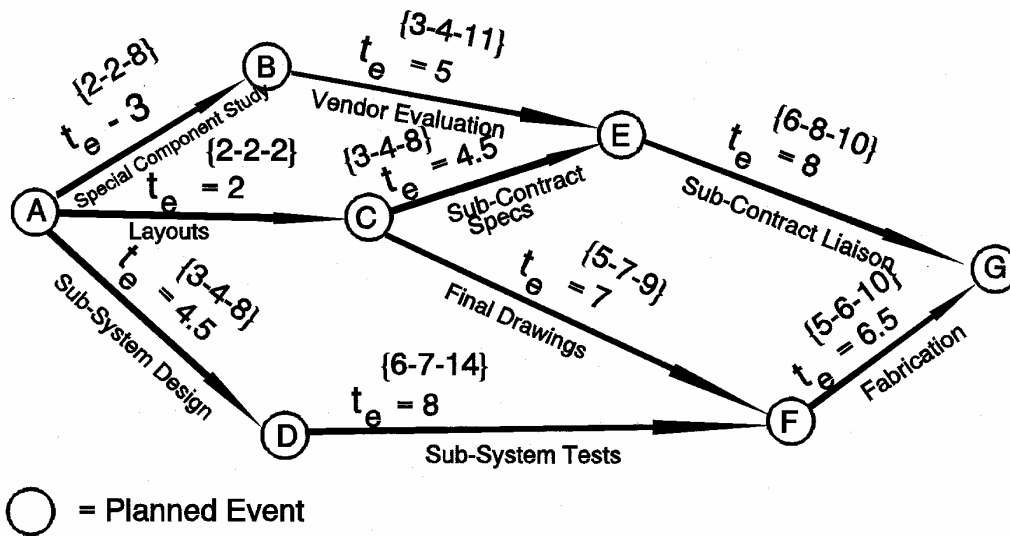 B
{3-4-11}
te = 5
Vendor Evaluation
{2-2-8}
te - 3
Special Component Study
{2-2-2}
te = 2
Layouts
A
C
{3-4-8}
te = 4.5
Sub-Contract
Specs
E
{6-8-10}
te = 8
Sub-Contract Liaison
G
{3-4-8}
te = 4.5
Sub-System Design
{5-7-9}
te = 7
Final Drawings
{5-6-10}
te = 6.5
Fabrication
D
{6-7-14}
te = 8
Sub-System Tests
F
= Planned Event